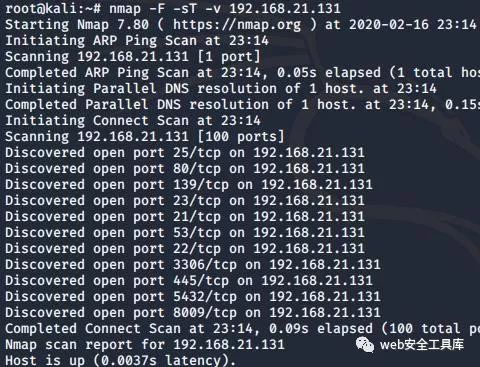 root@kali:~# nmap -F -sT -v 192.168.21.131
Starting Nmap 7.80 ( https://nmap.org ) at 2020-02-16 23:14
Initiating ARP Ping Scan at 23:14
Scanning 192.168.21.131 [1 port]
Completed ARP Ping Scan at 23:14, 0.05s elapsed (1 total hos
Initiating Parallel DNS resolution of 1 host. at 23:14
Completed Parallel DNS resolution of 1 host. at 23:14, 0.15s
Initiating Connect Scan at 23:14
Scanning 192.168.21.131 [100 ports]
Discovered open port 25/tcp on 192.168.21.131
Discovered open port 80/tcp on 192.168.21.131
Discovered open port 139/tcp on 192.168.21.131
Discovered open port 23/tcp on 192.168.21.131
Discovered open port 21/tcp on 192.168.21.131
Discovered open port 53/tcp on 192.168.21.131
Discovered open port 22/tcp on 192.168.21.131
Discovered open port 3306/tcp on 192.168.21.131
Discovered open port 445/tcp on 192.168.21.131
Discovered open port 5432/tcp on 192.168.21.131
Discovered open port 8009/tcp on 192.168.21.131
Completed Connect Scan at 23:14, 0.09s elapsed (100 total po
Nmap scan report for 192.168.21.131
Host is up (0.0037s latency).
web安全工具库